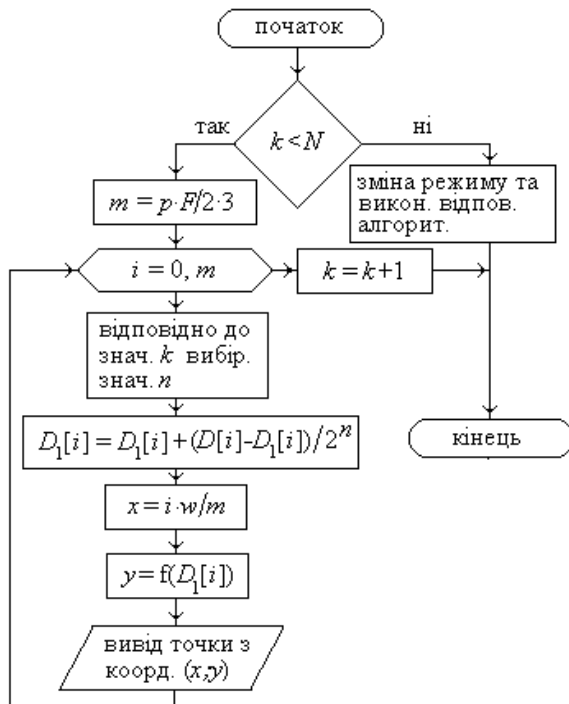 початок
k < N
так
ні
m = p·F/2·3
зміна режиму та
викон. відпов.
алгорит.
i = 0, m
k = k+1
відповідно до
знач. k вибір.
знач. n
D₁[i] = D₁[i] + (D[i]-D₁[i])/2ⁿ
кінець
x = i·w/m
y = f(D₁[i])
вивід точки з
коорд. (x,y)